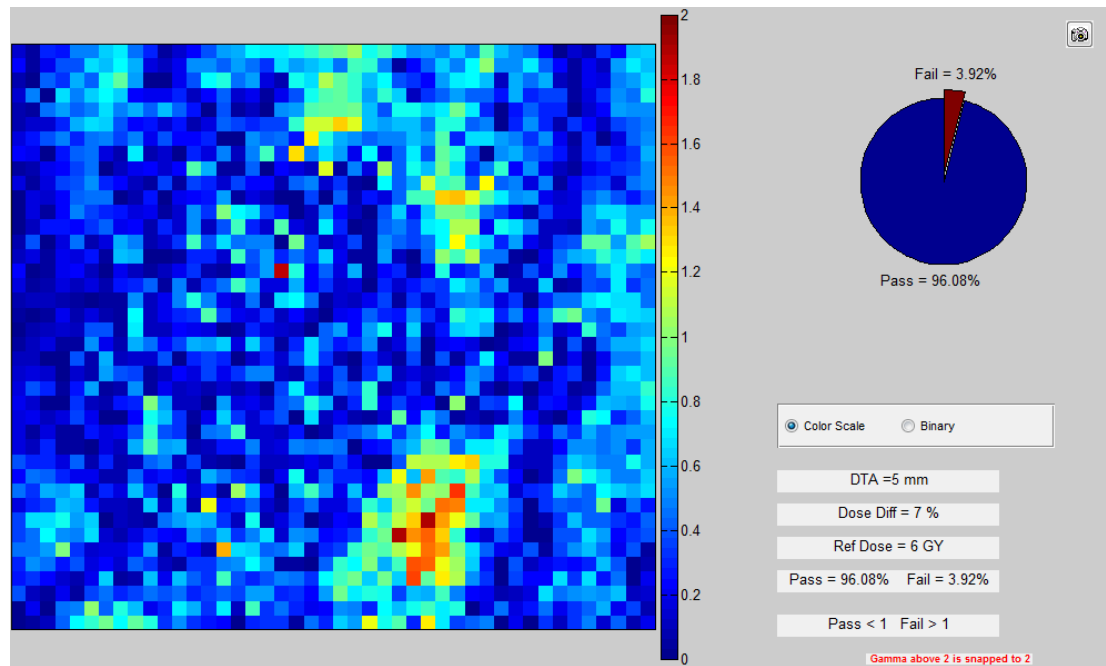 2
1.8
1.6
1.4
1.2
1
0.8
0.6
0.4
0.2
0
Fail = 3.92%
Pass = 96.08%
Color Scale
Binary
DTA =5 mm
Dose Diff = 7 %
Ref Dose = 6 GY
Pass = 96.08% Fail = 3.92%
Pass < 1 Fail > 1
Gamma above 2 is snapped to 2